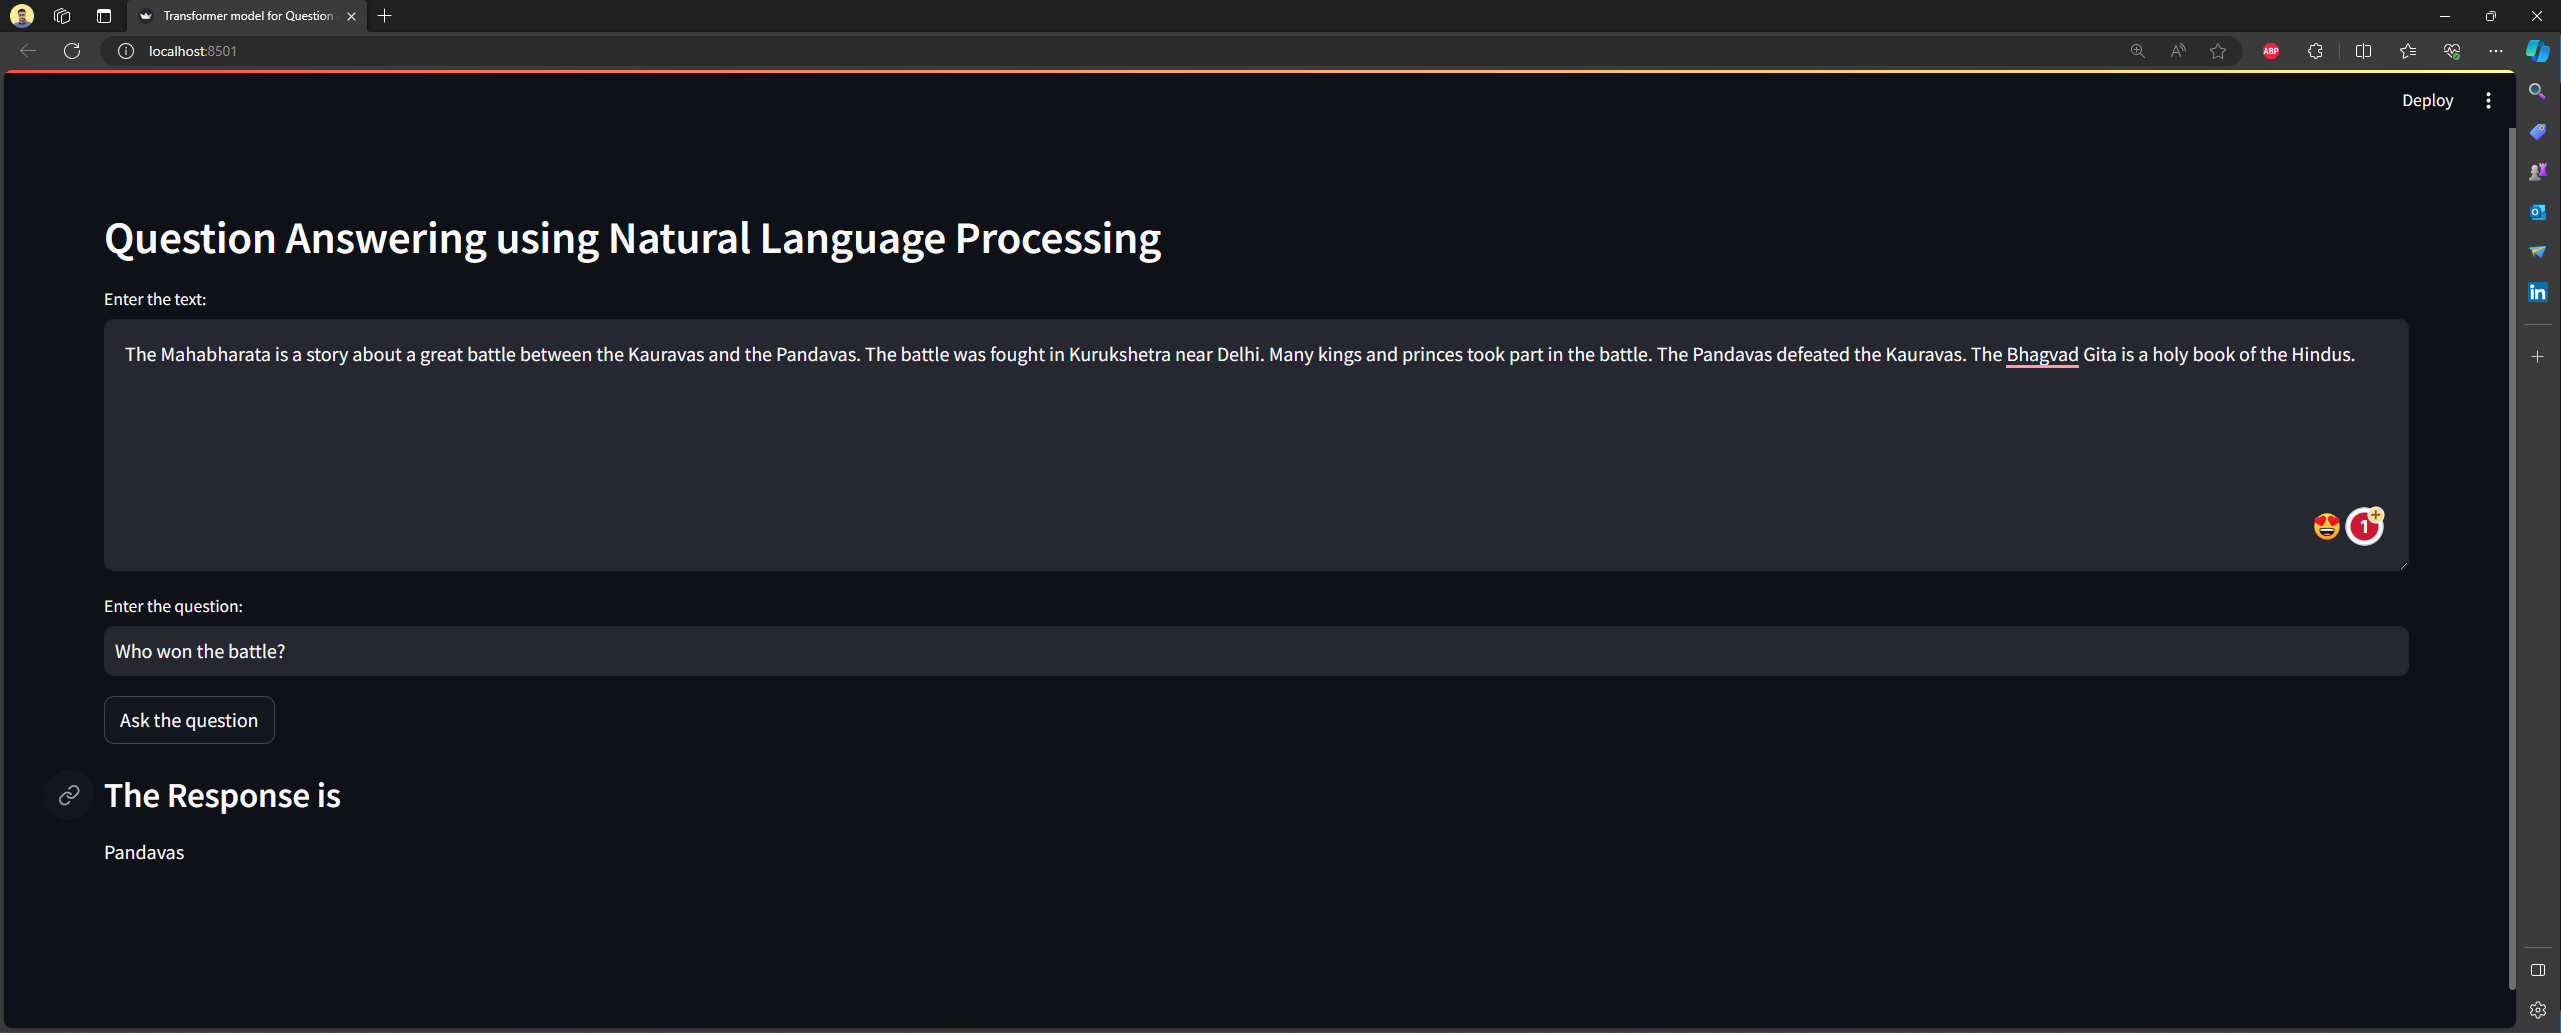 Transformer model for Question
localhost:8501
ABP
Deploy
Question Answering using Natural Language Processing
Enter the text:
The Mahabharata is a story about a great battle between the Kauravas and the Pandavas. The battle was fought in Kurukshetra near Delhi. Many kings and princes took part in the battle. The Pandavas defeated the Kauravas. The Bhagvad Gita is a holy book of the Hindus.
1
Enter the question:
Who won the battle?
Ask the question
The Response is
Pandavas